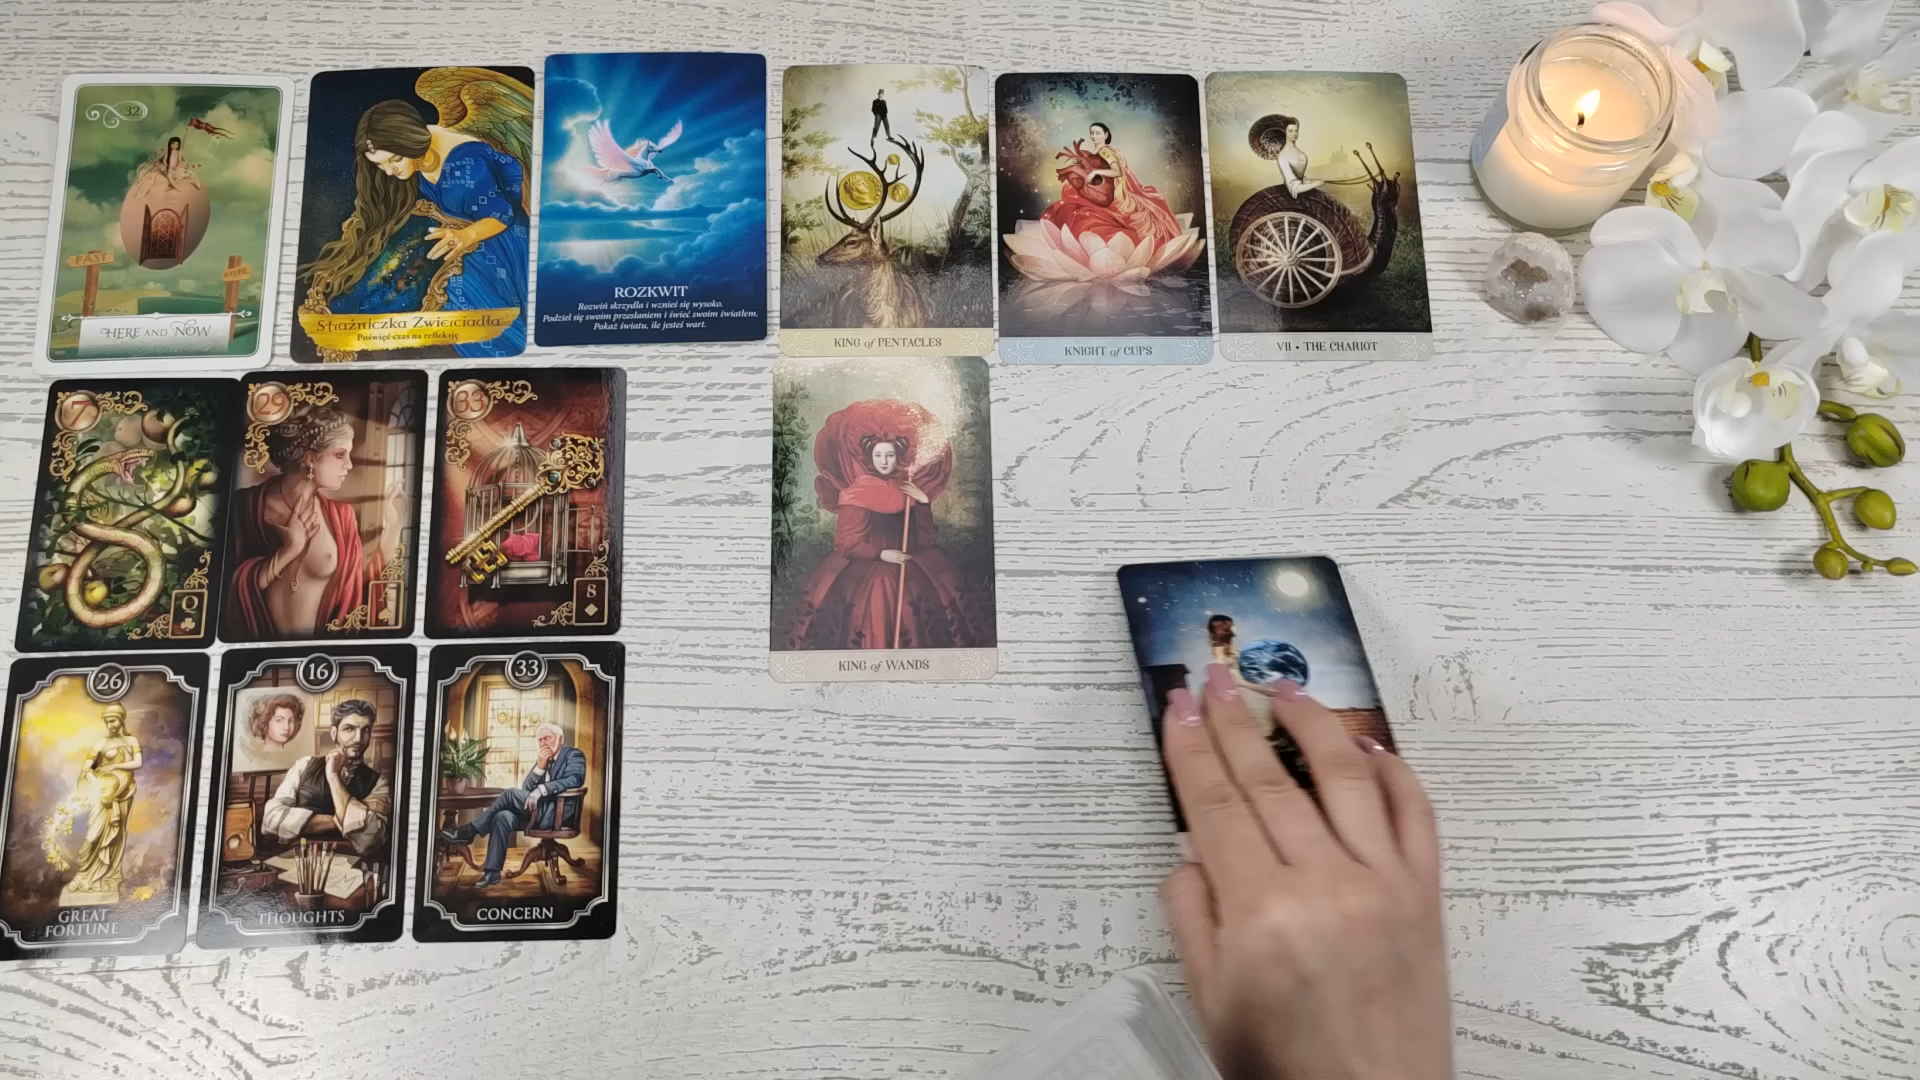 32
PAST
HERE AND NOW
Strażniczka Zwierciadła
Poświęć czas na refleksję
ROZKWIT
Rozwiń skrzydła i wznieś się wysoko.
Podziel się swoim przesłaniem i świeć swoim światłem.
Pokaż światu, ile jesteś wart.
KING of PENTACLES
KNIGHT of CUPS
VII • THE CHARIOT
7
Q
29
33
8
KING of WANDS
26
GREAT
FORTUNE
16
THOUGHTS
33
CONCERN